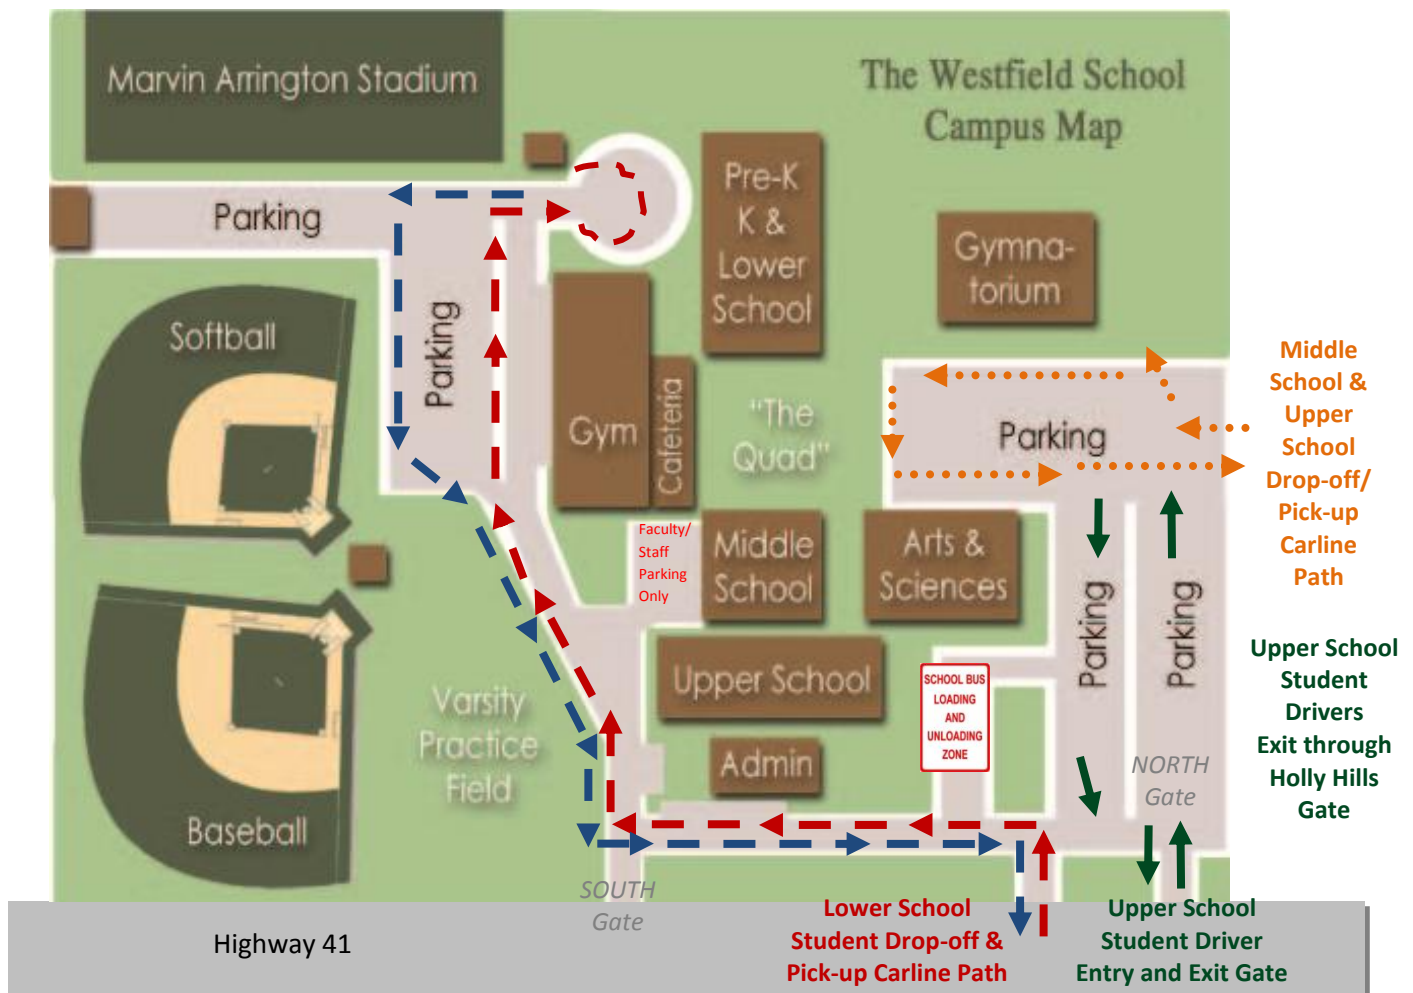 Marvin Arrington Stadium
The Westfield School
Campus Map
Pre-K
K &
Lower
School
Parking
Gymna-
torium
Softball
Parking
Gym
Cafeteria
"The
Quad"
Parking
Middle
School &
Upper
School
Drop-off/
Pick-up
Carline
Path
Faculty/
Staff
Parking
Only
Middle
School
Arts &
Sciences
Parking
Parking
Upper School
Student
Drivers
Exit through
Holly Hills
Gate
Upper School
SCHOOL BUS
LOADING
AND
UNLOADING
ZONE
Varsity
Practice
Field
Admin
NORTH
Gate
Baseball
SOUTH
Gate
Highway 41
Lower School
Student Drop-off &
Pick-up Carline Path
Upper School
Student Driver
Entry and Exit Gate